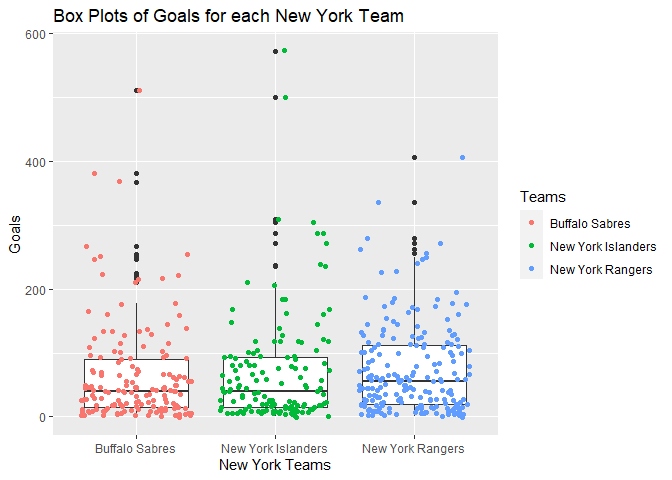 Box Plots of Goals for each New York Team
600
400
200
0
Goals
Buffalo Sabres
New York Islanders
New York Rangers
New York Teams
Teams
Buffalo Sabres
New York Islanders
New York Rangers